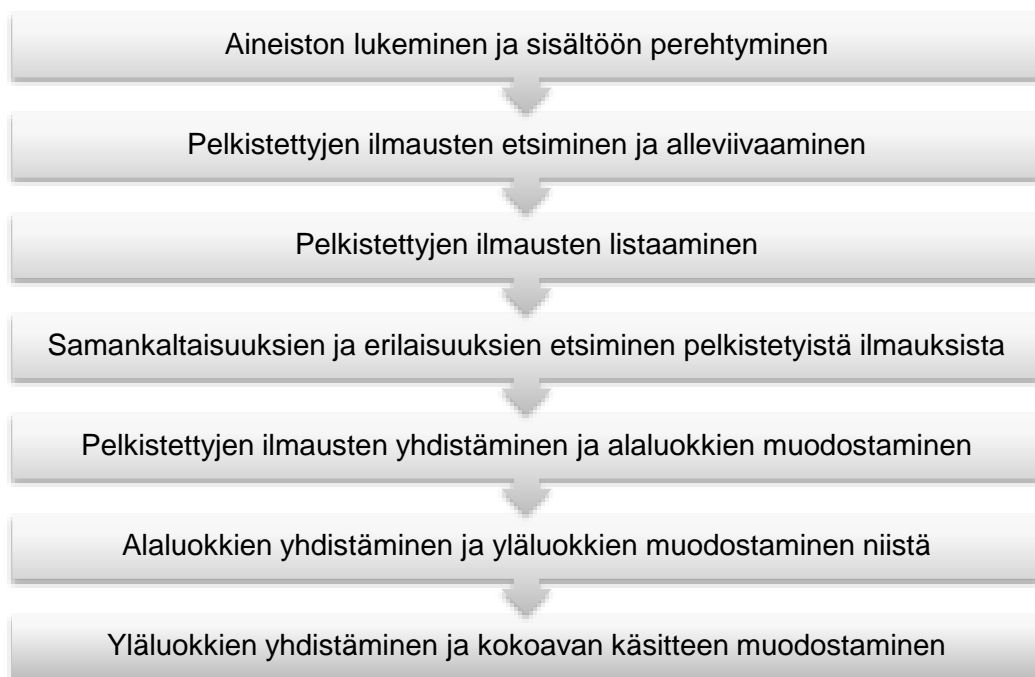 Aineiston lukeminen ja sisältöön perehtyminen
Pelkistettyjen ilmausten etsiminen ja alleviivaaminen
Pelkistettyjen ilmausten listaaminen
Samankaltaisuuksien ja erilaisuuksien etsiminen pelkistetyistä ilmauksista
Pelkistettyjen ilmausten yhdistäminen ja alaluokkien muodostaminen
Alaluokkien yhdistäminen ja yläluokkien muodostaminen niistä
Yläluokkien yhdistäminen ja kokoavan käsitteen muodostaminen